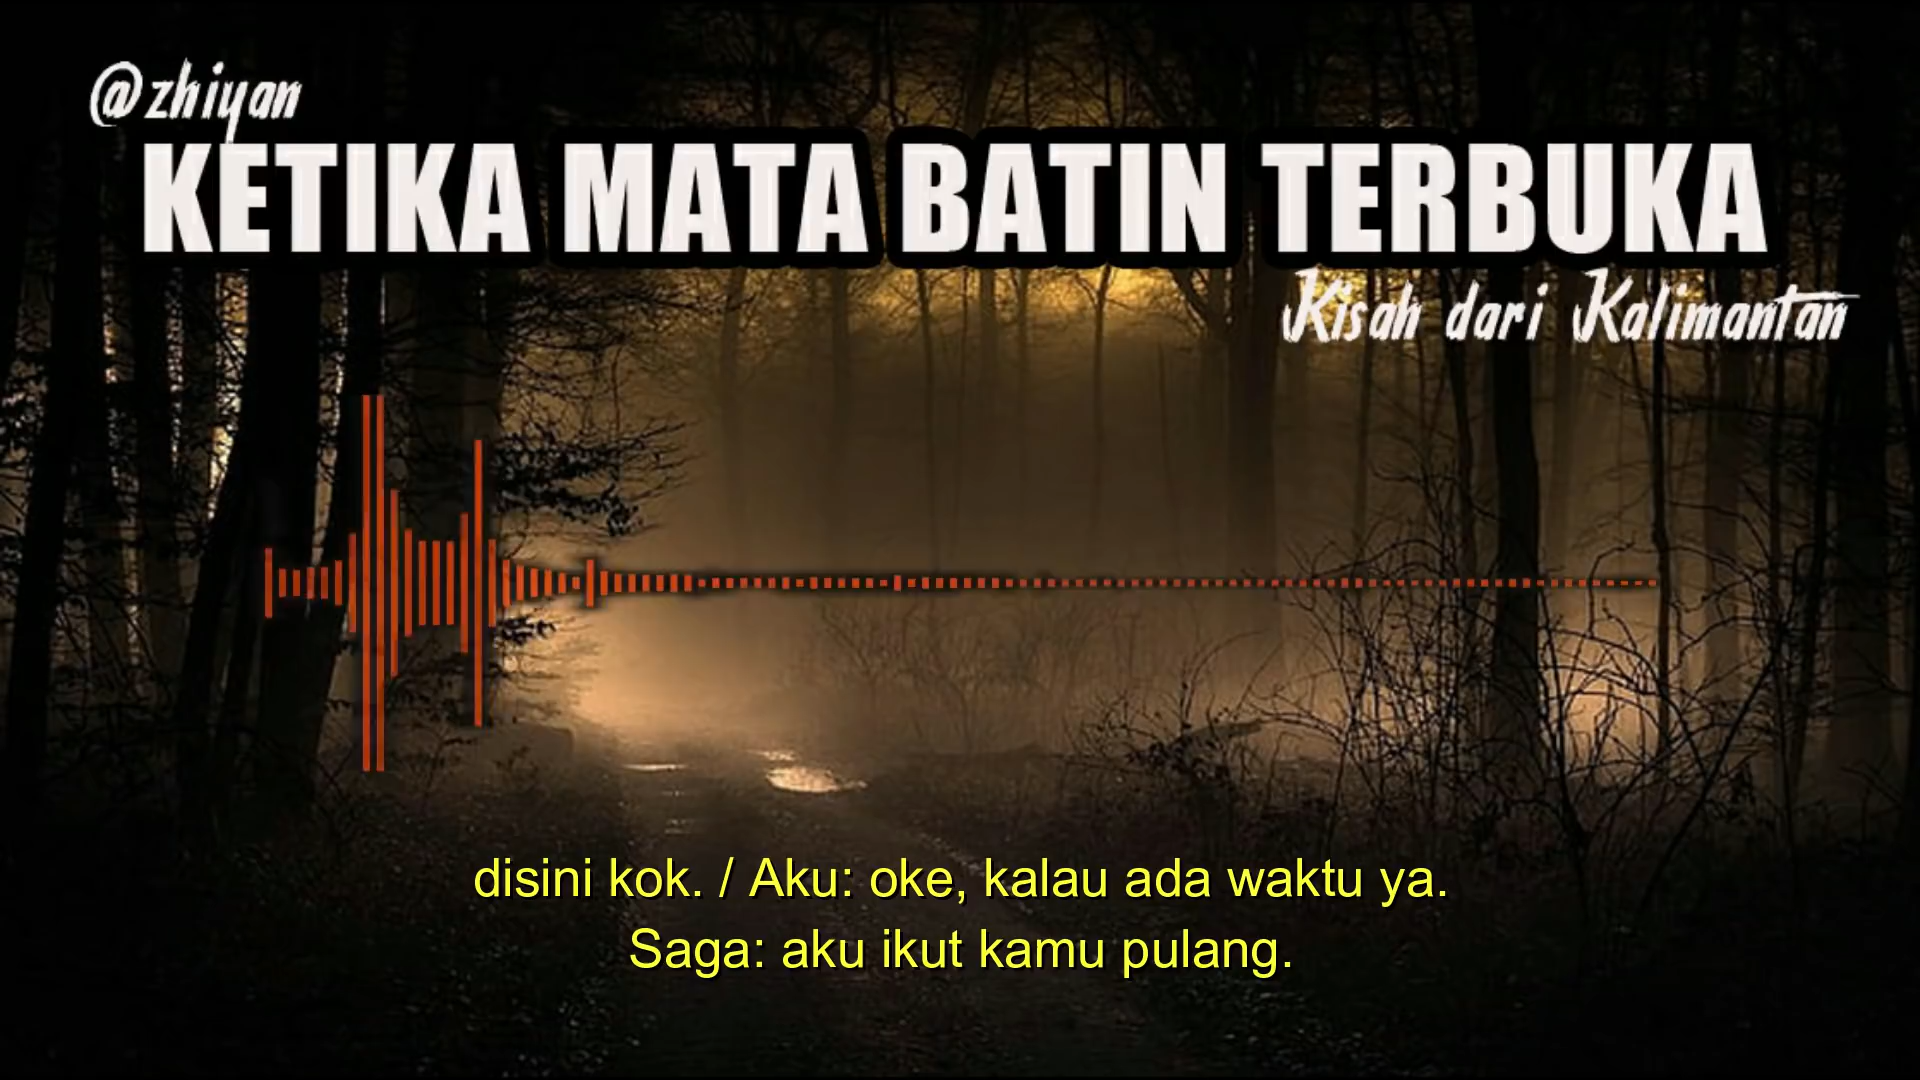 @zhiyan
KETIKA MATA BATIN TERBUKA
Kisah dari Kalimantan
disini kok. / Aku: oke, kalau ada waktu ya.
Saga: aku ikut kamu pulang.